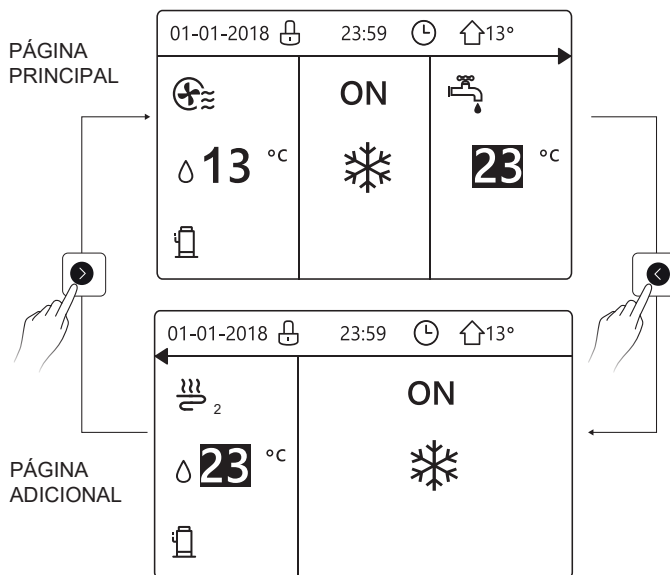 PÁGINA
PRINCIPAL
01-01-2018 23:59 13°
ON
13 °C
23 °C
01-01-2018 23:59 13°
2
ON
23 °C
PÁGINA
ADICIONAL